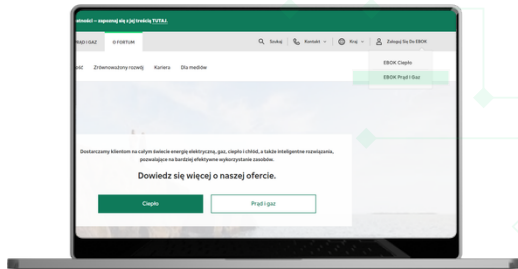 – zapoznaj się z jej treścią TUTAJ.
PRĄD I GAZ O FORTUM Szukaj Kontakt Kraj Zaloguj Się Do EBOK
EBOK Ciepło
EBOK Prąd i Gaz
Zrównoważony rozwój Kariera Dla mediów
Dostarczamy klientom na całym świecie energię elektryczną, gaz, ciepło i chłód, a także inteligentne rozwiązania,
pozwalające na bardziej efektywne wykorzystanie zasobów.
Dowiedz się więcej o naszej ofercie.
Ciepło Prąd i gaz